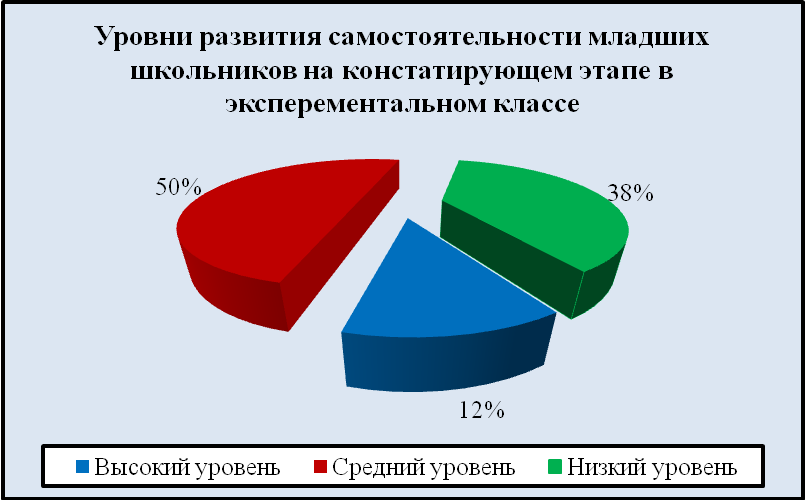 Уровни развития самостоятельности младших
школьников на констатирующем этапе в
эксперементальном классе
50%
38%
12%
Высокий уровень Средний уровень Низкий уровень